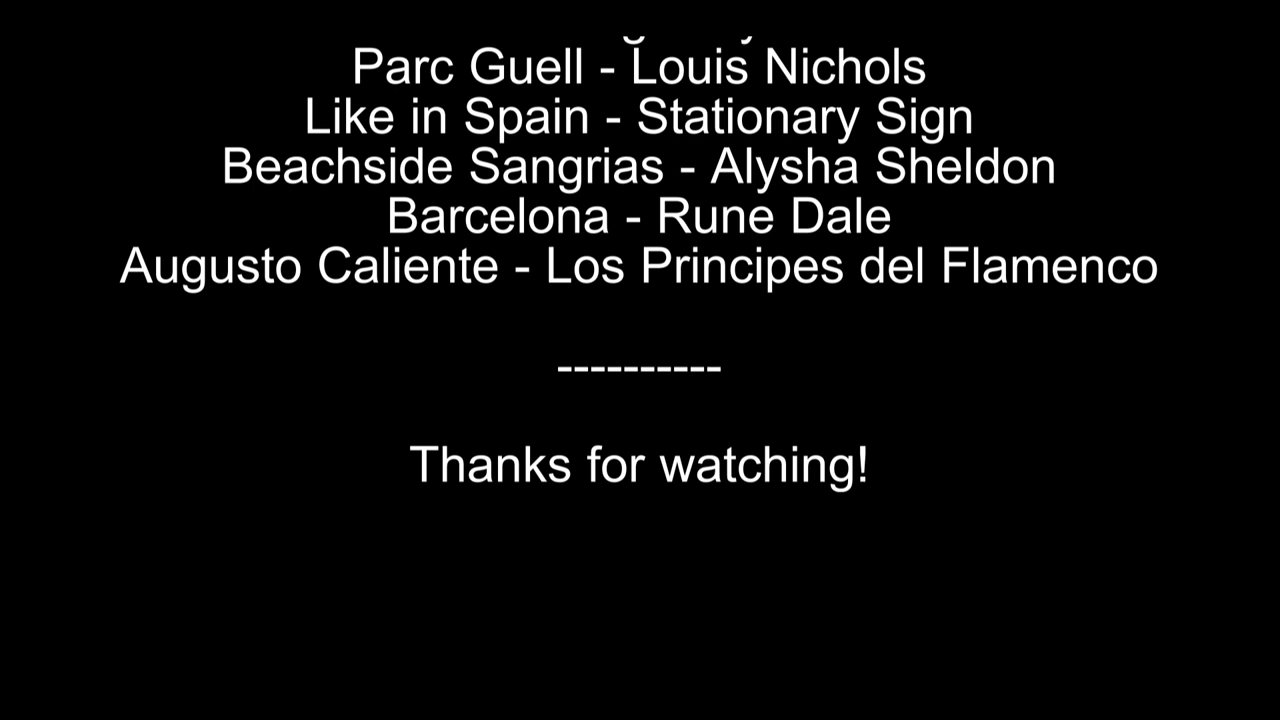 Parc Guell - Louis Nichols
Like in Spain - Stationary Sign
Beachside Sangrias - Alysha Sheldon
Barcelona - Rune Dale
Augusto Caliente - Los Principes del Flamenco
----------
Thanks for watching!